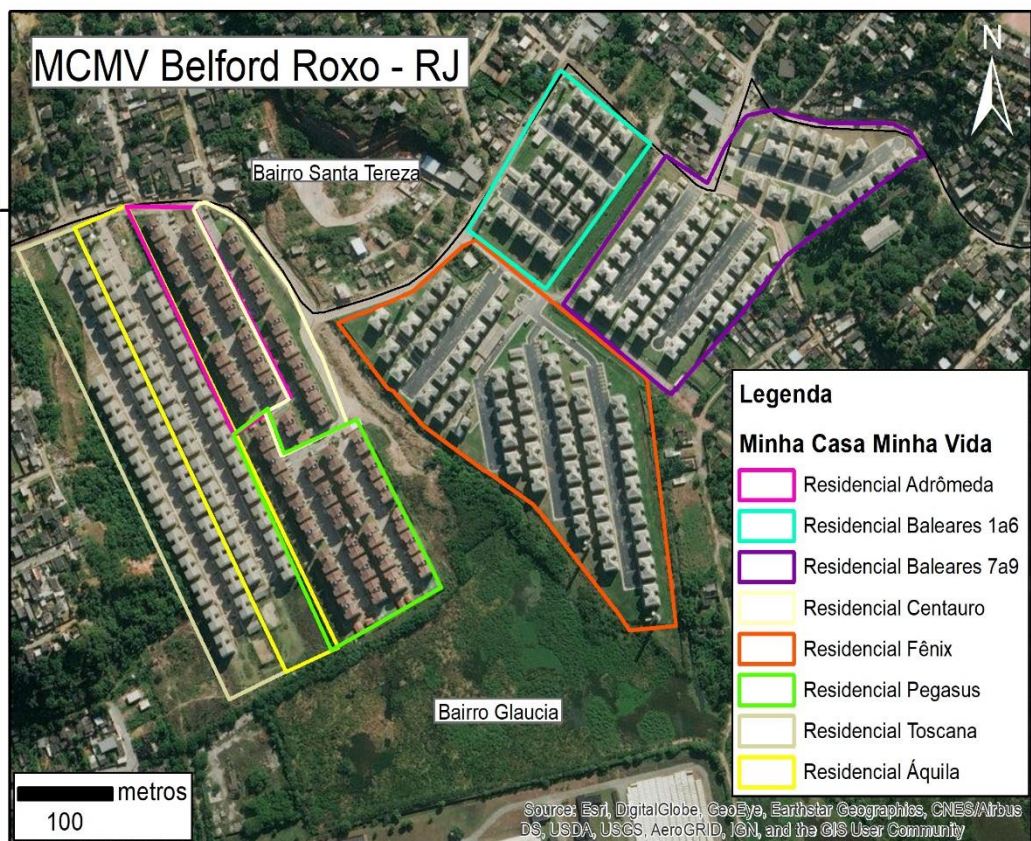 MCMV Belford Roxo - RJ
N
Bairro Santa Tereza
Legenda
Minha Casa Minha Vida
Residencial Adrômeda
Residencial Baleares 1a6
Residencial Baleares 7a9
Residencial Centauro
Residencial Fênix
Residencial Pegasus
Residencial Toscana
Residencial Áquila
Bairro Glaucia
metros
100
Source: Esri, DigitalGlobe, GeoEye, Earthstar Geographics, CNES/Airbus
DS, USDA, USGS, AeroGRID, IGN, and the GIS User Community